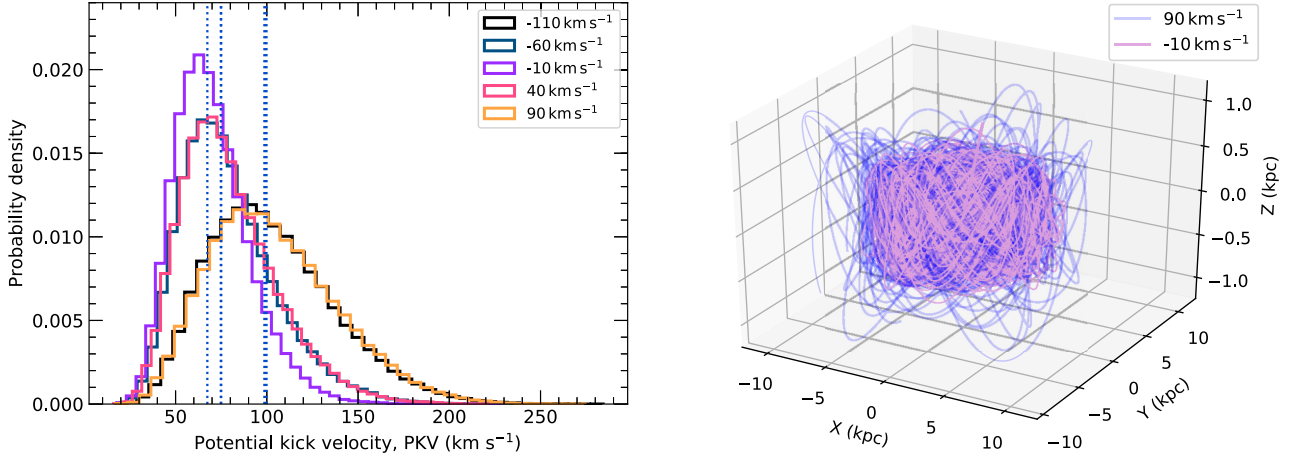 0.020
0.015
0.010
0.005
0.000
Probability density
50
100
150
200
250
Potential kick velocity, PKV (km s⁻¹)
-110 km s⁻¹
-60 km s⁻¹
-10 km s⁻¹
40 km s⁻¹
90 km s⁻¹
90 km s⁻¹
-10 km s⁻¹
1.0
0.5
0.0
−0.5
−1.0
Z (kpc)
−10
−5
0
5
10
X (kpc)
10
5
0
−5
−10
Y (kpc)